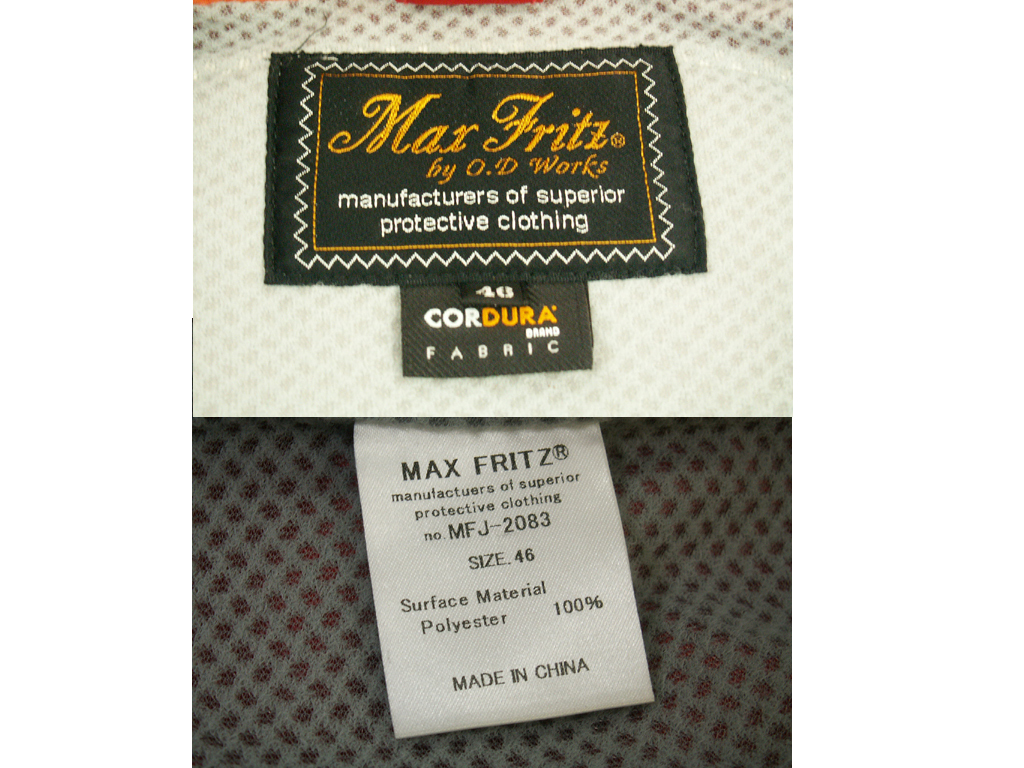 Max Fritz®
by O.D Works
manufacturers of superior
protective clothing
46
CORDURA®
BRAND
FABRIC
MAX FRITZ®
manufactuers of superior
protective clothing
no.MFJ-2083
SIZE.46
Surface Material
Polyester 100%
MADE IN CHINA